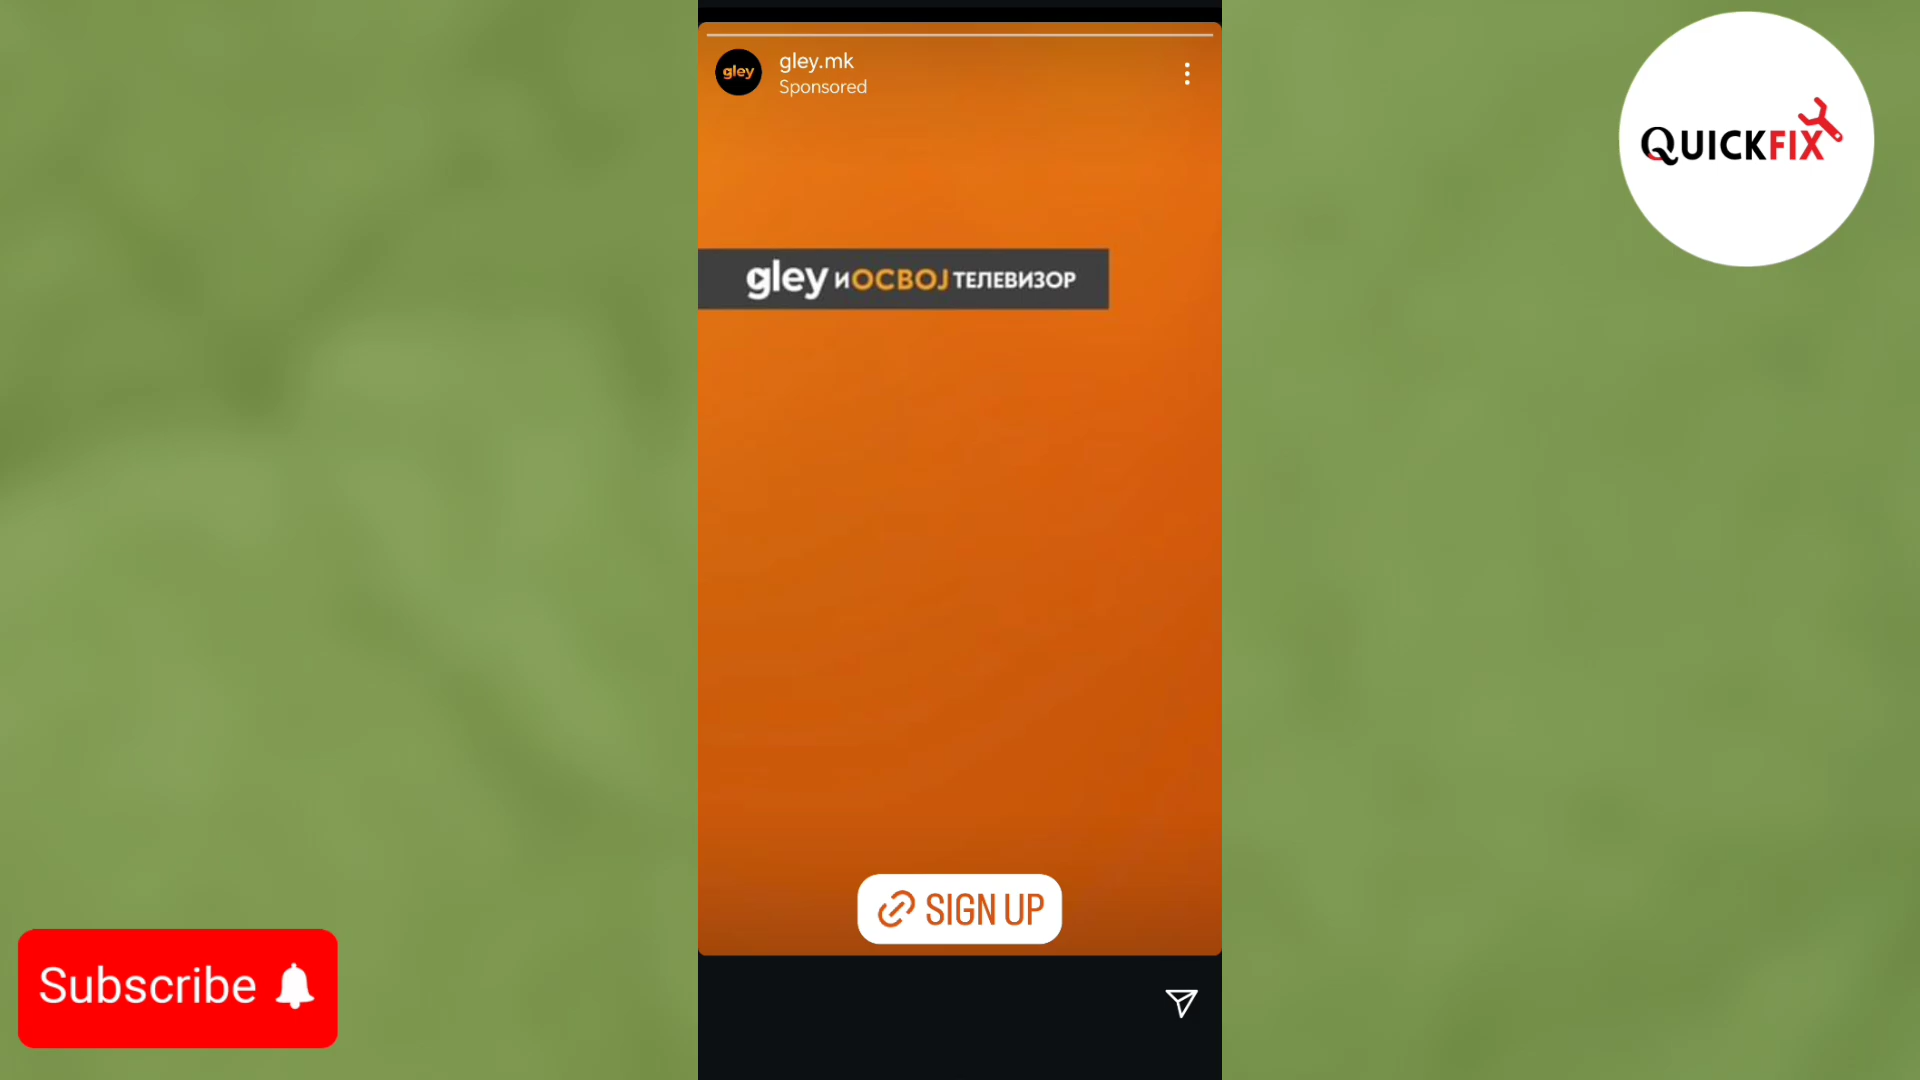 gley
gley.mk
Sponsored
QUICKFIX
gley И ОСВОЈ ТЕЛЕВИЗОР
SIGN UP
Subscribe